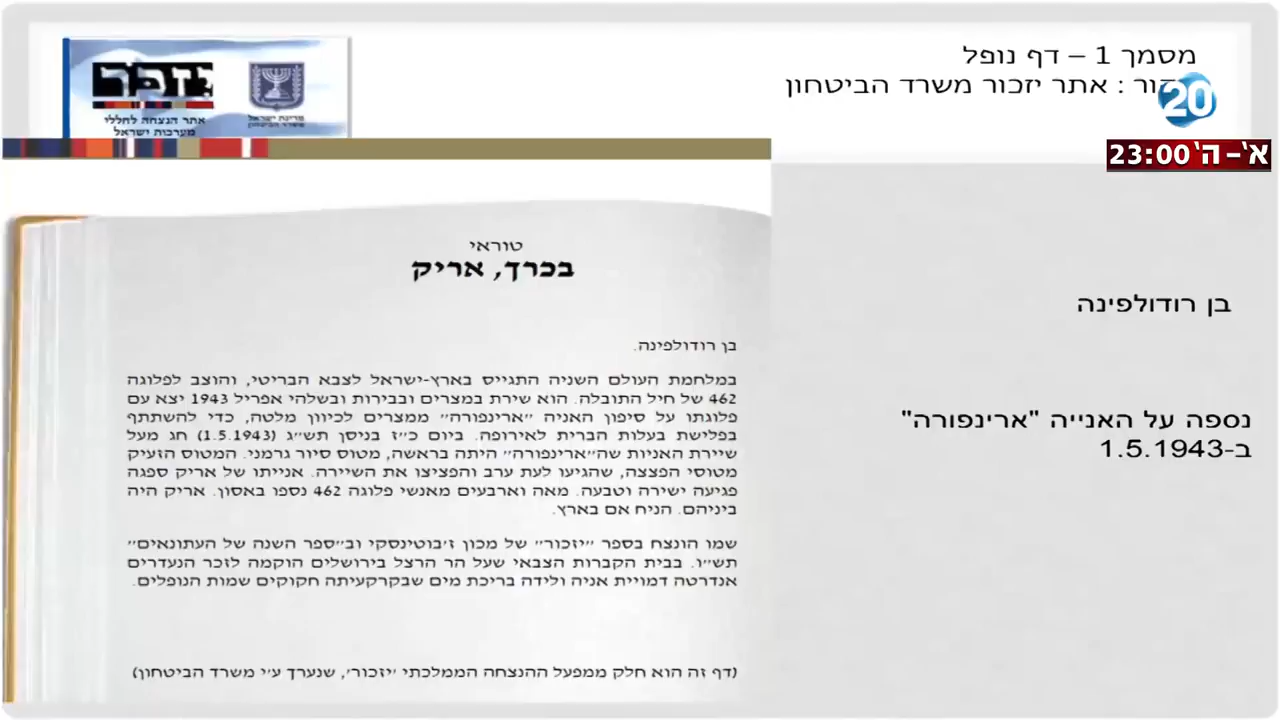 מסמך 1 – דף נופל
: אתר יזכור משרד הביטחון
20
א'-ה' 23:00
יזכר
אתר הנצחה לחללי
מערכות ישראל
מדינת ישראל
משרד הביטחון
טוראי
בכרך, אריק
בן רודולפינה.
במלחמת העולם השניה התגייס בארץ-ישראל לצבא הבריטי, והוצב לפלוגה
462 של חיל התובלה. הוא שירת במצרים ובבירות ובשלהי אפריל 1943 יצא עם
פלוגתו על סיפון האניה "ארינפורה" ממצרים לכיוון מלטה, כדי להשתתף
בפלישת בעלות הברית לאירופה. ביום כ"ז בניסן תש"ג (1.5.1943) חג מעל
שיירת האניות שה"ארינפורה" היתה בראשה, מטוס סיור גרמני. המטוס הזעיק
מטוסי הפצצה, שהגיעו לעת ערב והפציצו את השיירה. אנייתו של אריק ספגה
פגיעה ישירה וטבעה. מאה וארבעים מאנשי פלוגה 462 נספו באסון. אריק היה
ביניהם. הניח אם בארץ.
שמו הונצח בספר "יזכור" של מכון ז'בוטינסקי וב"ספר השנה של העתונאים"
תש"ו. בבית הקברות הצבאי שעל הר הרצל בירושלים הוקמה לזכר הנעדרים
אנדרטה דמויית אניה ולידה בריכת מים שבקרקעיתה חקוקים שמות הנופלים.
(דף זה הוא חלק ממפעל ההנצחה הממלכתי 'יזכור', שנערך ע"י משרד הביטחון)
בן רודולפינה
נספה על האנייה "ארינפורה"
ב-1.5.1943